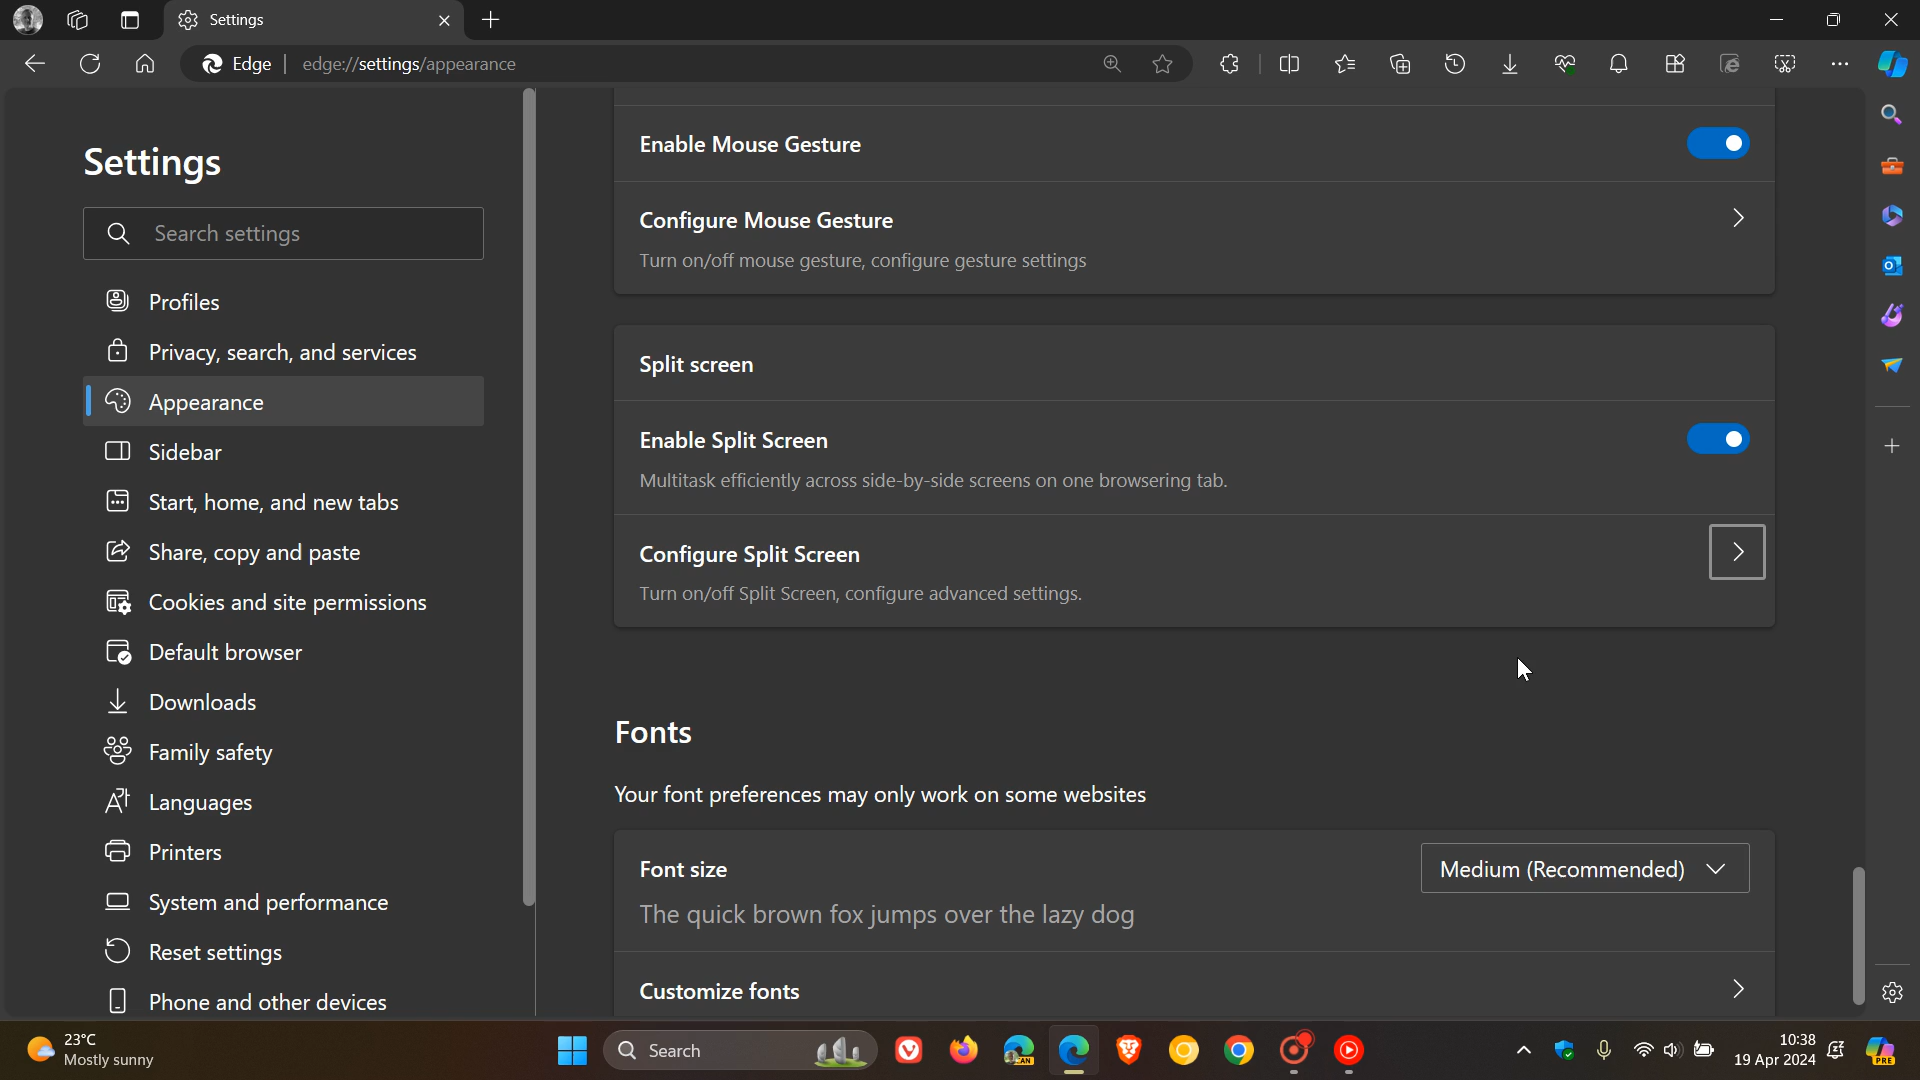 Settings
Edge
edge://settings/appearance
Settings
Search settings
Profiles
Privacy, search, and services
Appearance
Sidebar
Start, home, and new tabs
Share, copy and paste
Cookies and site permissions
Default browser
Downloads
Family safety
Languages
Printers
System and performance
Reset settings
Phone and other devices
Enable Mouse Gesture
Configure Mouse Gesture
Turn on/off mouse gesture, configure gesture settings
Split screen
Enable Split Screen
Multitask efficiently across side-by-side screens on one browsering tab.
Configure Split Screen
Turn on/off Split Screen, configure advanced settings.
Fonts
Your font preferences may only work on some websites
Font size
Medium (Recommended)
The quick brown fox jumps over the lazy dog
Customize fonts
23°C
Mostly sunny
Search
CAN
10:38
19 Apr 2024
PRE